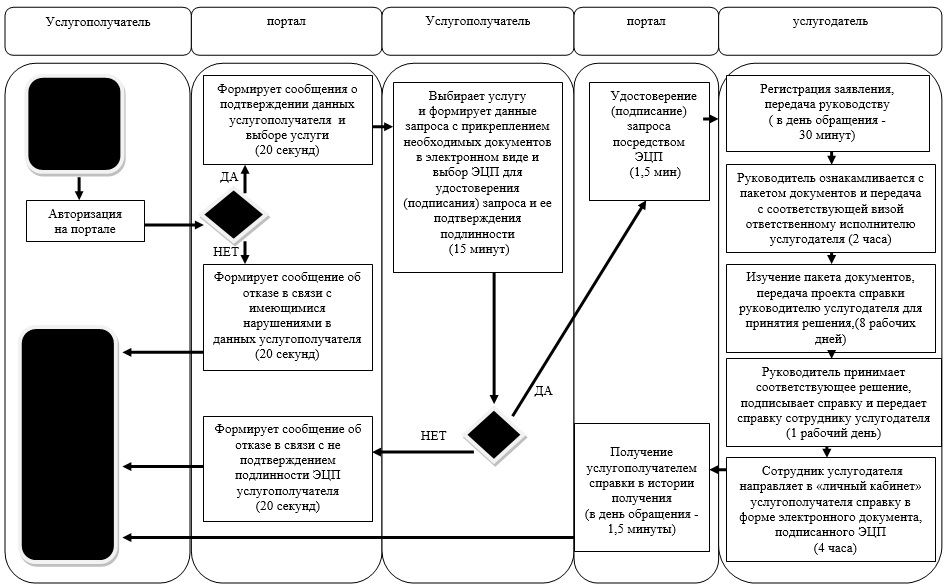 Услугополучатель
портал
Услугополучатель
портал
услугодатель
Авторизация
на портале
Формирует сообщения о
подтверждении данных
услугополучателя и
выборе услуги
(20 секунд)
ДА
НЕТ
Формирует сообщение об
отказе в связи с
имеющимися
нарушениями в
данных услугополучателя
(20 секунд)
Формирует сообщение об
отказе в связи с не
подтверждением
подлинности ЭЦП
услугополучателя
(20 секунд)
Выбирает услугу
и формирует данные
запроса с прикреплением
необходимых документов
в электронном виде и
выбор ЭЦП для
удостоверения
(подписания) запроса и ее
подтверждения
подлинности
(15 минут)
НЕТ
ДА
Удостоверение
(подписание)
запроса
посредством
ЭЦП
(1,5 мин)
Получение
услугополучателем
справки в истории
получения
(в день обращения -
1,5 минуты)
Регистрация заявления,
передача руководству
( в день обращения -
30 минут)
Руководитель ознакамливается с
пакетом документов и передача
с соответствующей визой
ответственному исполнителю
услугодателя (2 часа)
Изучение пакета документов,
передача проекта справки
руководителю услугодателя для
принятия решения,(8 рабочих
дней)
Руководитель принимает
соответствующее решение,
подписывает справку и передает
справку сотруднику услугодателя
(1 рабочий день)
Сотрудник услугодателя
направляет в «личный кабинет»
услугополучателя справку в
форме электронного документа,
подписанного ЭЦП
(4 часа)